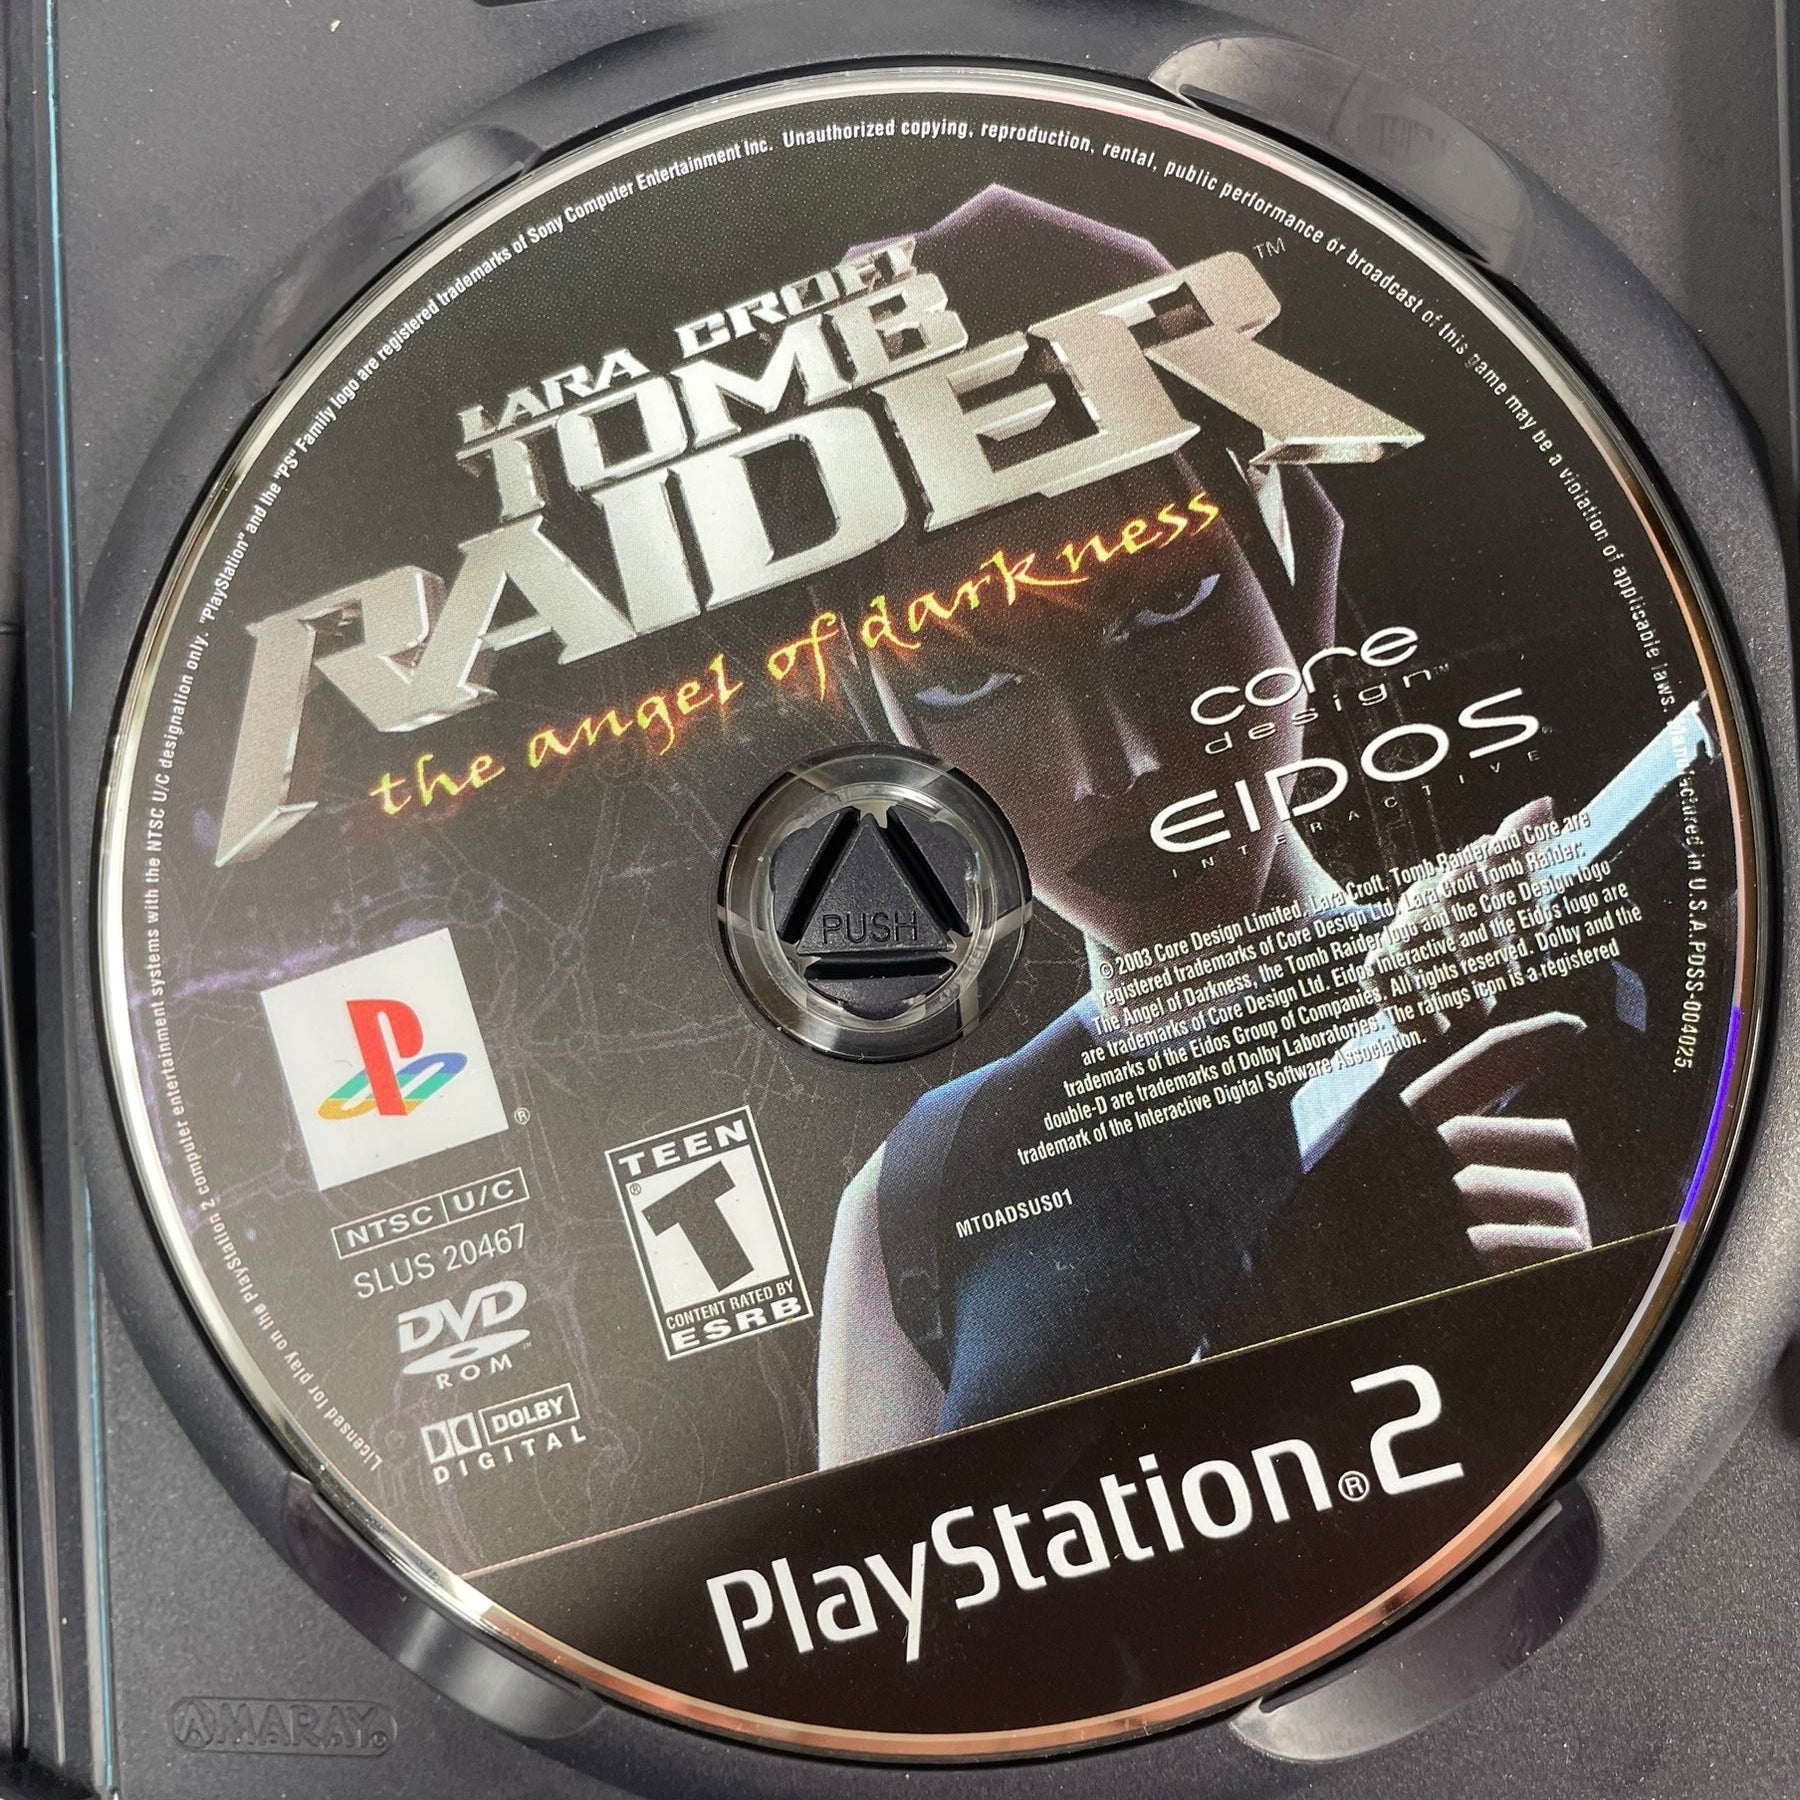 Licensed for play on the PlayStation 2 computer entertainment systems with the NTSC U/C designation only. "PlayStation" and the "PS" Family logo are registered trademarks of Sony Computer Entertainment Inc. Unauthorized copying, reproduction, rental, public performance or broadcast of this game may be a violation of applicable laws. Manufactured in U.S.A. PDSS-004025.
LARA CROFT
TOMB
RAIDER™
the angel of darkness
core
design™
EIDOS®
INTERACTIVE
PUSH
© 2003 Core Design Limited. Lara Croft, Tomb Raider and Core are
registered trademarks of Core Design Ltd. Lara Croft Tomb Raider:
The Angel of Darkness, the Tomb Raider logo and the Core Design logo
are trademarks of Core Design Ltd. Eidos Interactive and the Eidos logo are
trademarks of the Eidos Group of Companies. All rights reserved. Dolby and the
double-D are trademarks of Dolby Laboratories. The ratings icon is a registered
trademark of the Interactive Digital Software Association.
®
NTSC U/C
SLUS 20467
DVD
ROM™
DOLBY
DIGITAL
TEEN
T®
CONTENT RATED BY
ESRB
MTOADSUS01
PlayStation®2
AMARAY®